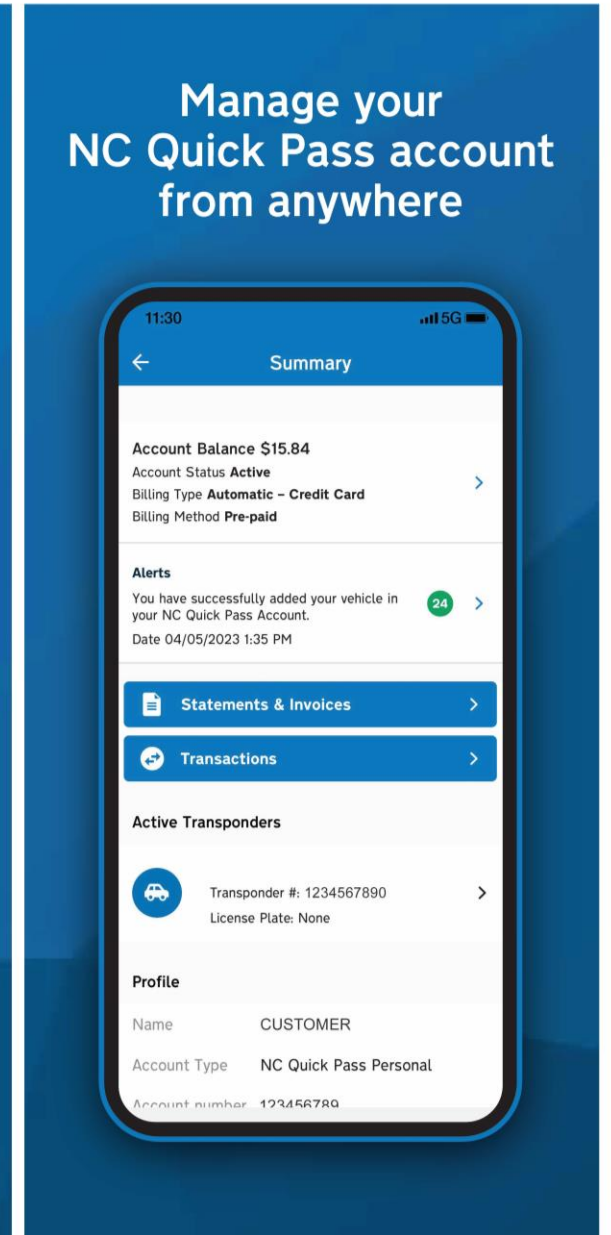 Manage your
NC Quick Pass account
from anywhere
11:30
5G
Summary
Account Balance $15.84
Account Status Active
Billing Type Automatic – Credit Card
Billing Method Pre-paid
Alerts
You have successfully added your vehicle in
your NC Quick Pass Account.
24
Date 04/05/2023 1:35 PM
Statements & Invoices
Transactions
Active Transponders
Transponder #: 1234567890
License Plate: None
Profile
Name CUSTOMER
Account Type NC Quick Pass Personal
Account number 123456789